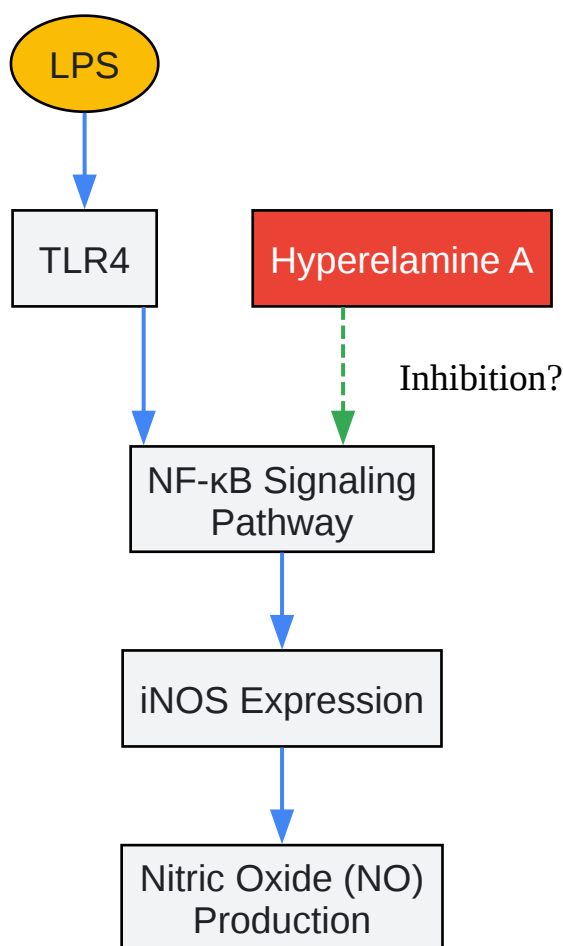 LPS
TLR4
Hyperelamine A
Inhibition?
NF-κB Signaling
Pathway
iNOS Expression
Nitric Oxide (NO)
Production